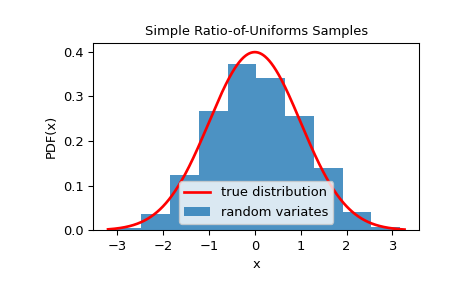 Simple Ratio-of-Uniforms Samples
0.4
0.3
0.2
0.1
0.0
PDF(x)
true distribution
random variates
−3 −2 −1 0 1 2 3
x